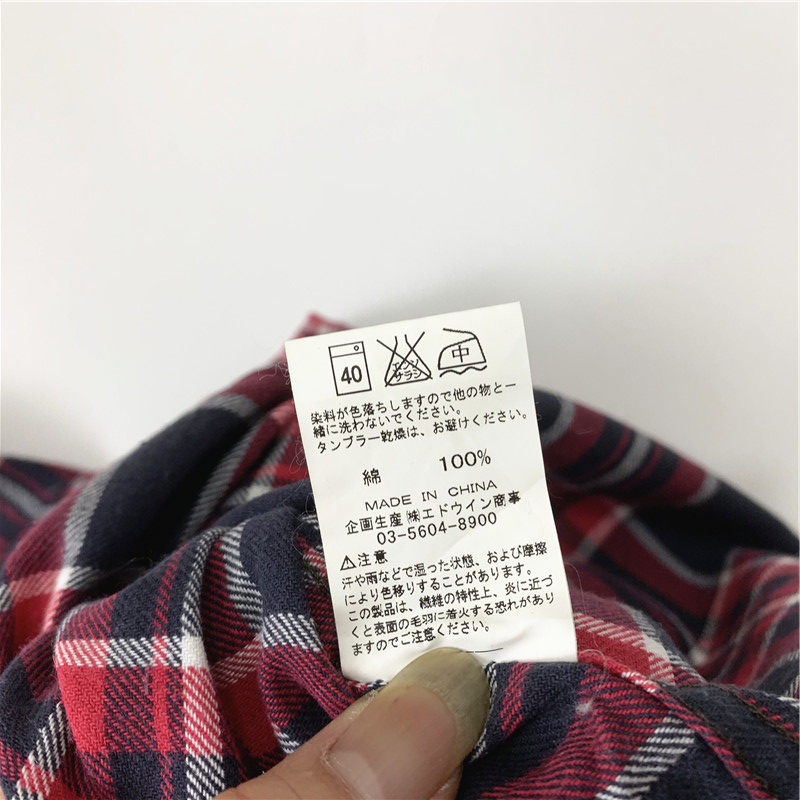 40 エンソ サラシ 中
染料が色落ちしますので他の物と一
緒に洗わないでください。
タンブラー乾燥は、お避けください。
綿 100%
MADE IN CHINA
企画生産 ㈱エドウイン商事
03-5604-8900
⚠注意
汗や雨などで湿った状態、および摩擦
により色移りすることがあります。
この製品は、繊維の特性上、炎に近づ
くと表面の毛羽に着火する恐れがあり
ますのでご注意ください。